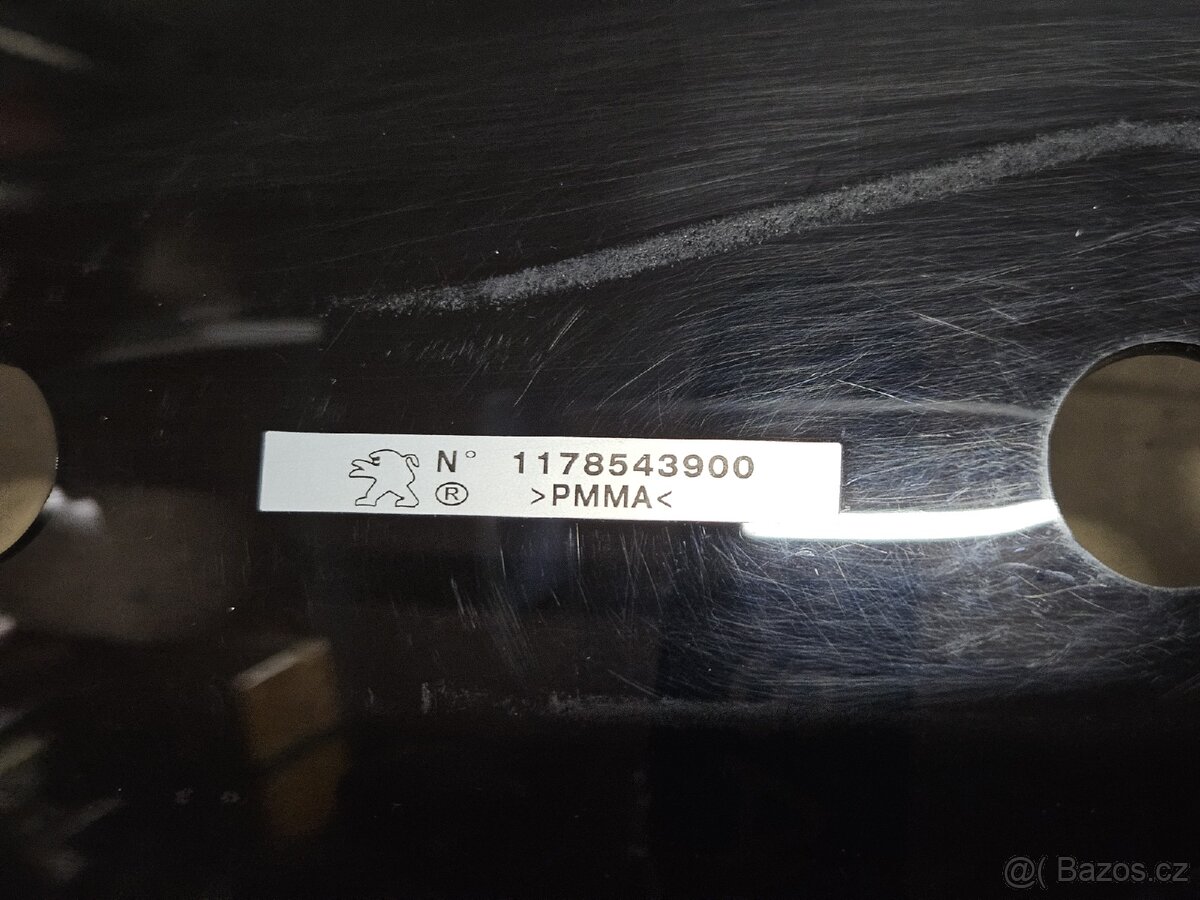 N° 1178543900
® >PMMA<
@( Bazos.cz